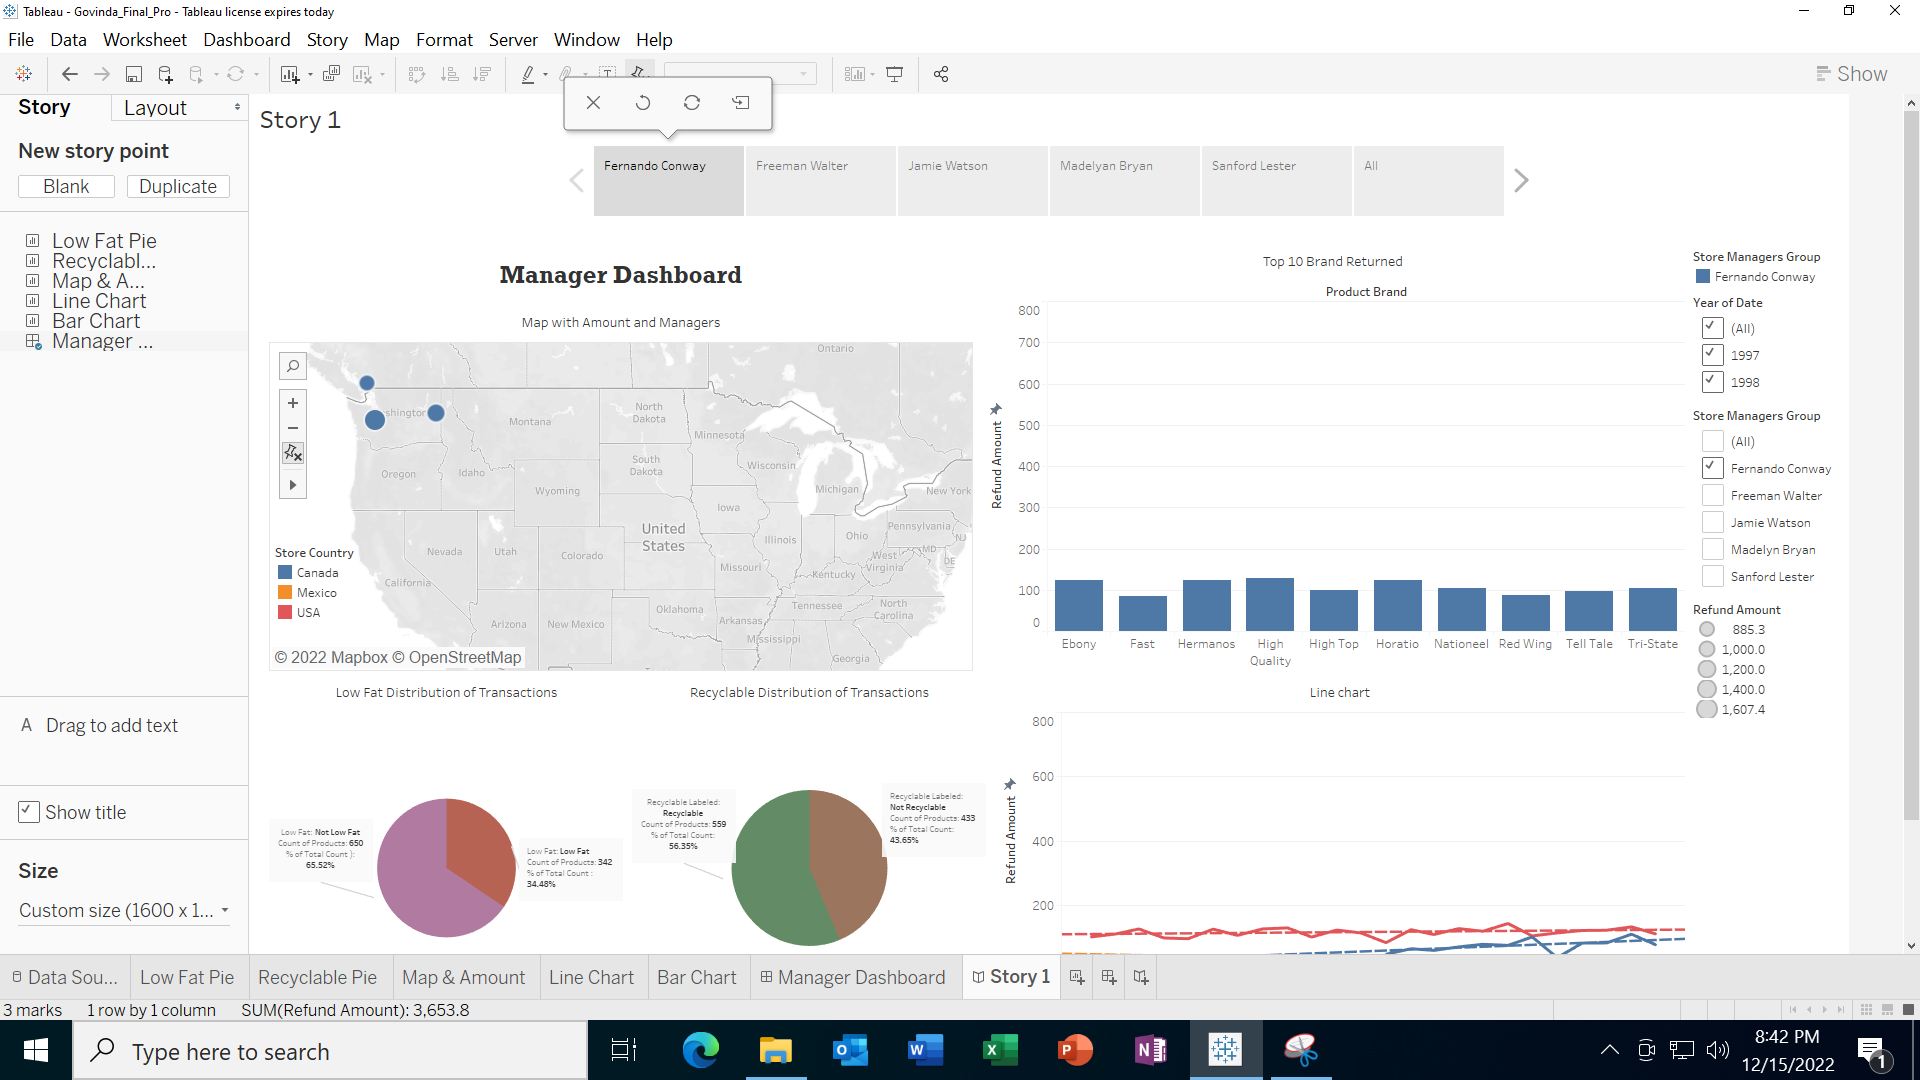 Tableau - Govinda_Final_Pro - Tableau license expires today
File Data Worksheet Dashboard Story Map Format Server Window Help
Show
Story
Layout
New story point
Blank
Duplicate
Low Fat Pie
Recyclabl...
Map & A...
Line Chart
Bar Chart
Manager ...
A Drag to add text
Show title
Size
Custom size (1600 x 1...
Story 1
Fernando Conway
Freeman Walter
Jamie Watson
Madelyan Bryan
Sanford Lester
All
Manager Dashboard
Map with Amount and Managers
Ontario
ashington
Montana
North
Dakota
Minnesota
Oregon
Idaho
South
Dakota
Wisconsin
Wyoming
Michigan
New York
Iowa
United
States
Pennsylvania
Nevada
Utah
Colorado
Illinois
Ohio
NJ
MD
West
Virginia
DE
Missouri
Kentucky
California
Tennessee
North
Carolina
Oklahoma
Arkansas
Arizona
New Mexico
Mississippi
Georgia
Store Country
Canada
Mexico
USA
© 2022 Mapbox © OpenStreetMap
Low Fat Distribution of Transactions
Low Fat: Not Low Fat
Count of Products: 650
% of Total Count ):
65.52%
Low Fat: Low Fat
Count of Products: 342
% of Total Count :
34.48%
Recyclable Distribution of Transactions
Recyclable Labeled:
Recyclable
Count of Products: 559
% of Total Count:
56.35%
Recyclable Labeled:
Not Recyclable
Count of Products: 433
% of Total Count:
43.65%
Top 10 Brand Returned
Product Brand
Refund Amount
800
700
600
500
400
300
200
100
0
Ebony
Fast
Hermanos
High
Quality
High Top
Horatio
Nationeel
Red Wing
Tell Tale
Tri-State
Line chart
Refund Amount
800
600
400
200
Store Managers Group
Fernando Conway
Year of Date
(All)
1997
1998
Store Managers Group
(All)
Fernando Conway
Freeman Walter
Jamie Watson
Madelyn Bryan
Sanford Lester
Refund Amount
885.3
1,000.0
1,200.0
1,400.0
1,607.4
Data Sou... Low Fat Pie Recyclable Pie Map & Amount Line Chart Bar Chart Manager Dashboard Story 1
3 marks 1 row by 1 column SUM(Refund Amount): 3,653.8
Type here to search
8:42 PM
12/15/2022
1